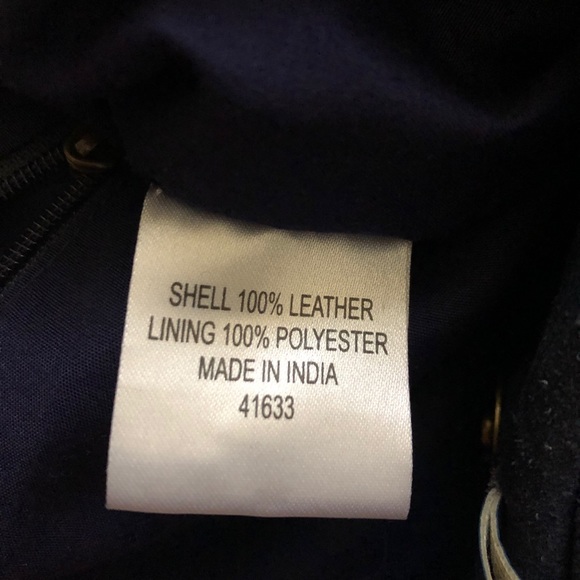 SHELL 100% LEATHER
LINING 100% POLYESTER
MADE IN INDIA
41633